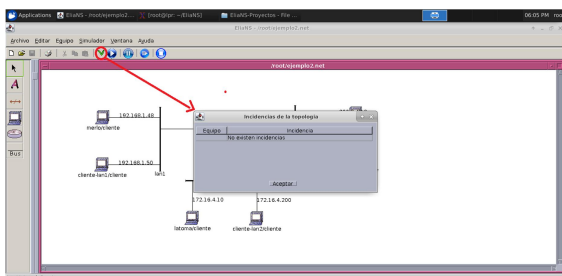 Applications
EliaNS - /root/ejemplo2....
[root@lpr: ~/EliaNS]
EliaNS-Proyectos - File ...
06:05 PM
root
EliaNS - /root/ejemplo2.net
Archivo Editar Equipo Simulador Ventana Ayuda
/root/ejemplo2.net
A
Bus
192.168.1.48
merlo/cliente
192.168.1.50
cliente-lan1/cliente
lan1
Incidencias de la topología
Equipo Incidencia
No existen incidencias
Aceptar
172.16.4.10
172.16.4.200
latoma/cliente
cliente-lan2/cliente